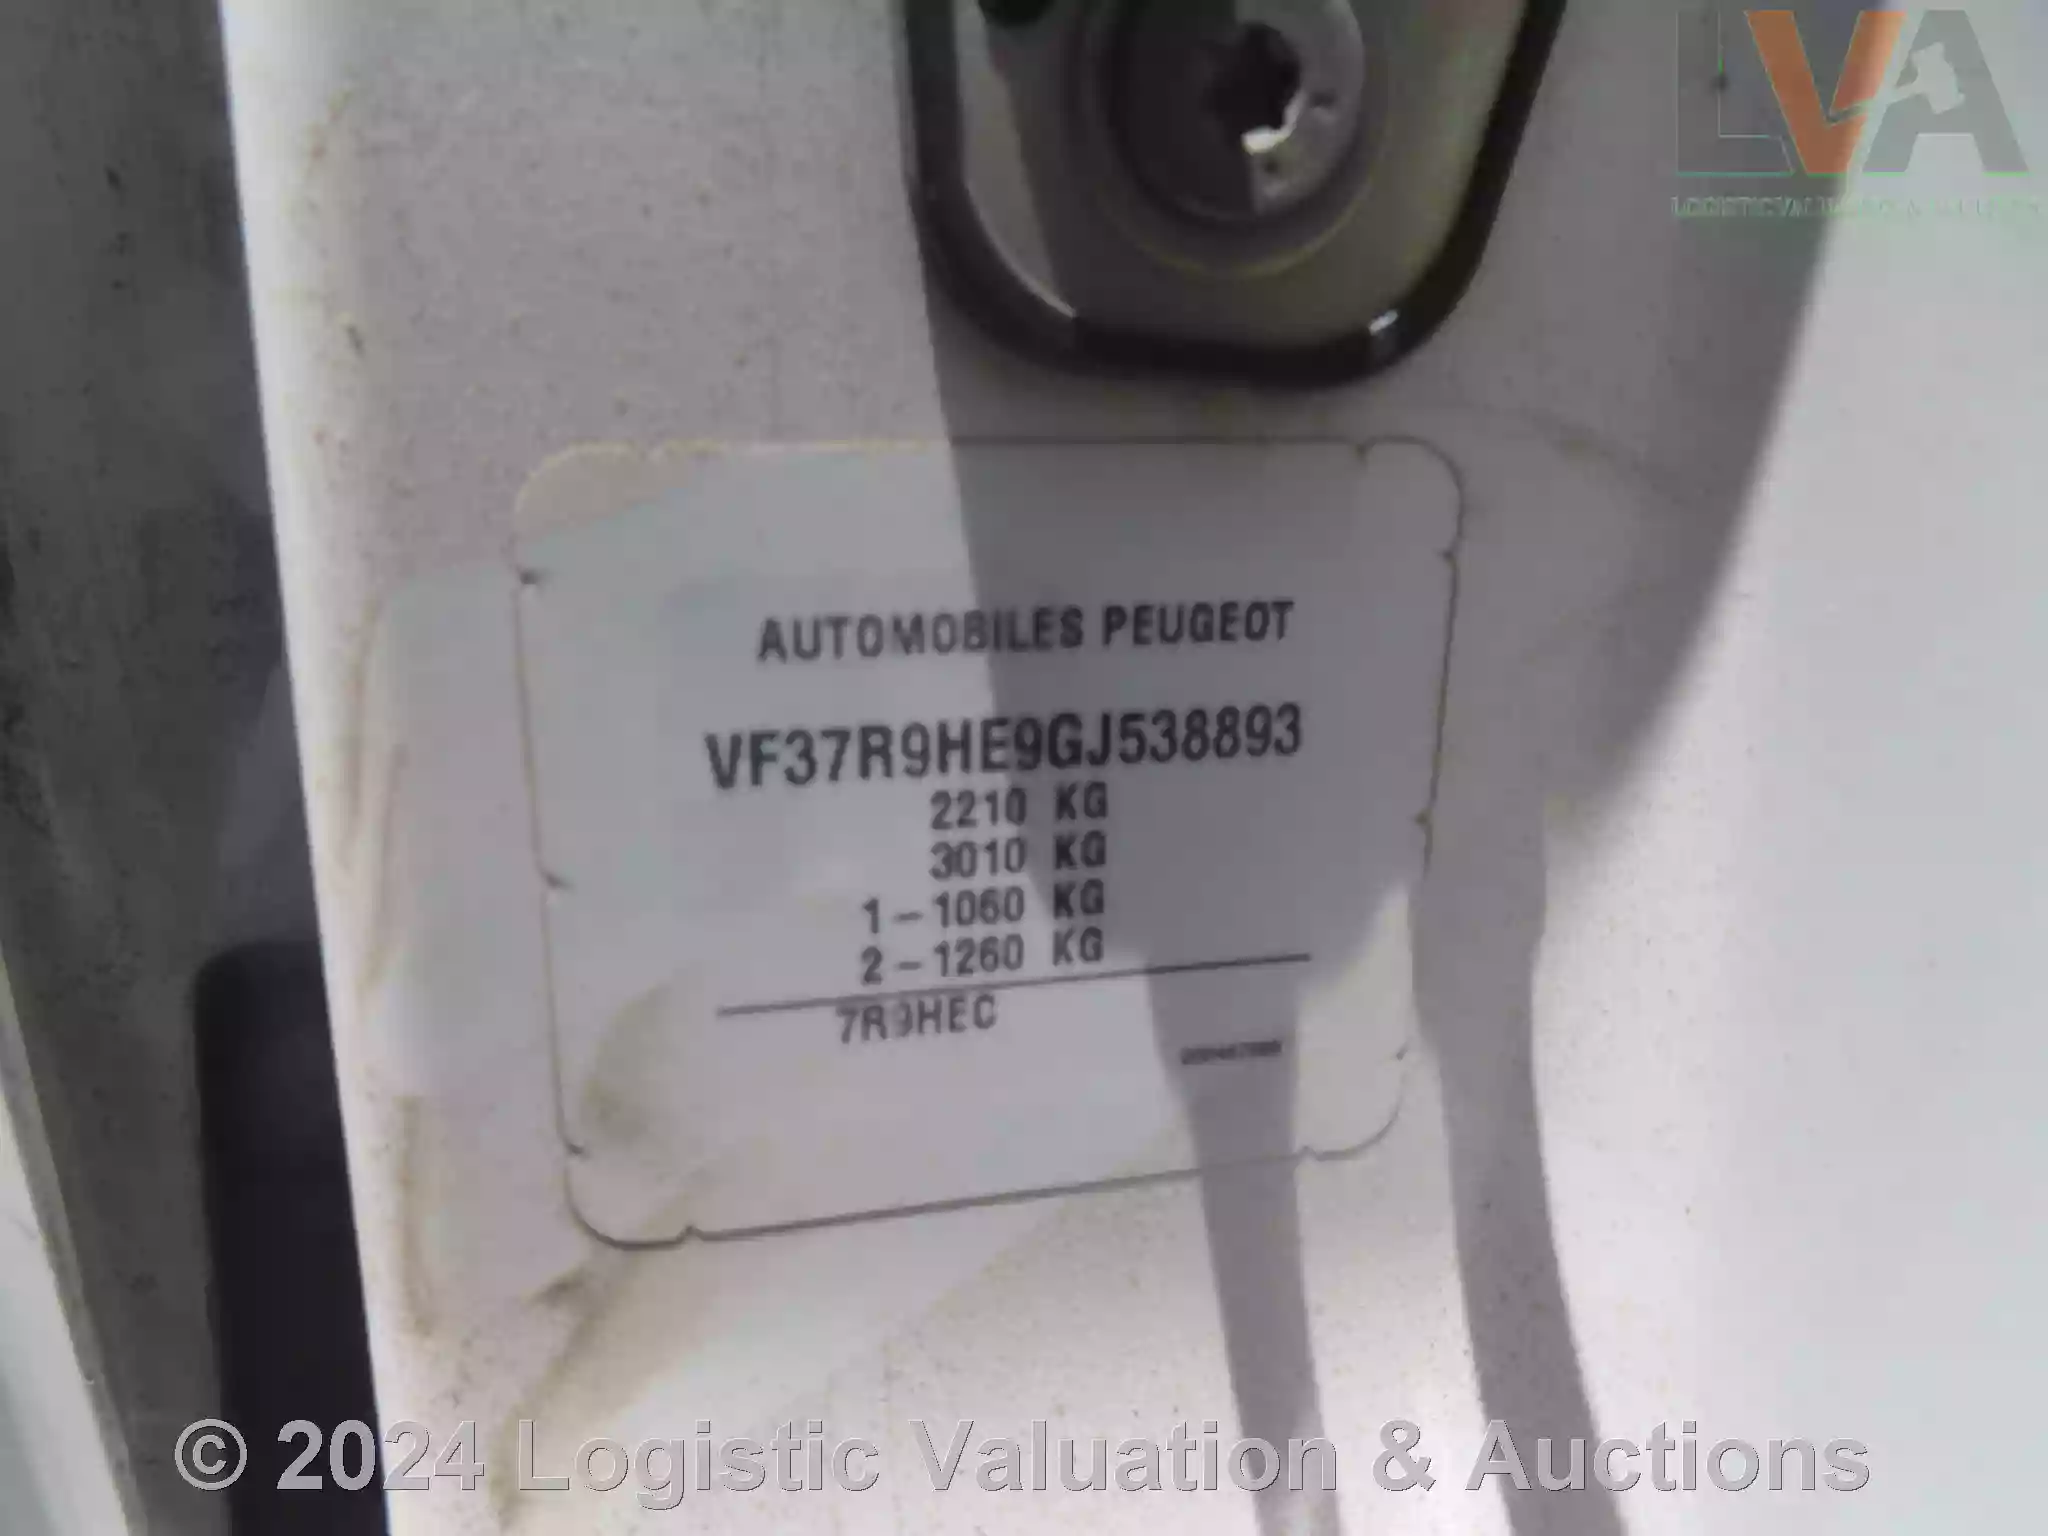 LVA
AUTOMOBILES PEUGEOT
VF37R9HE9GJ538893
2210 KG
3010 KG
1-1060 KG
2-1260 KG
7R9HEC
© 2024 Logistic Valuation & Auctions